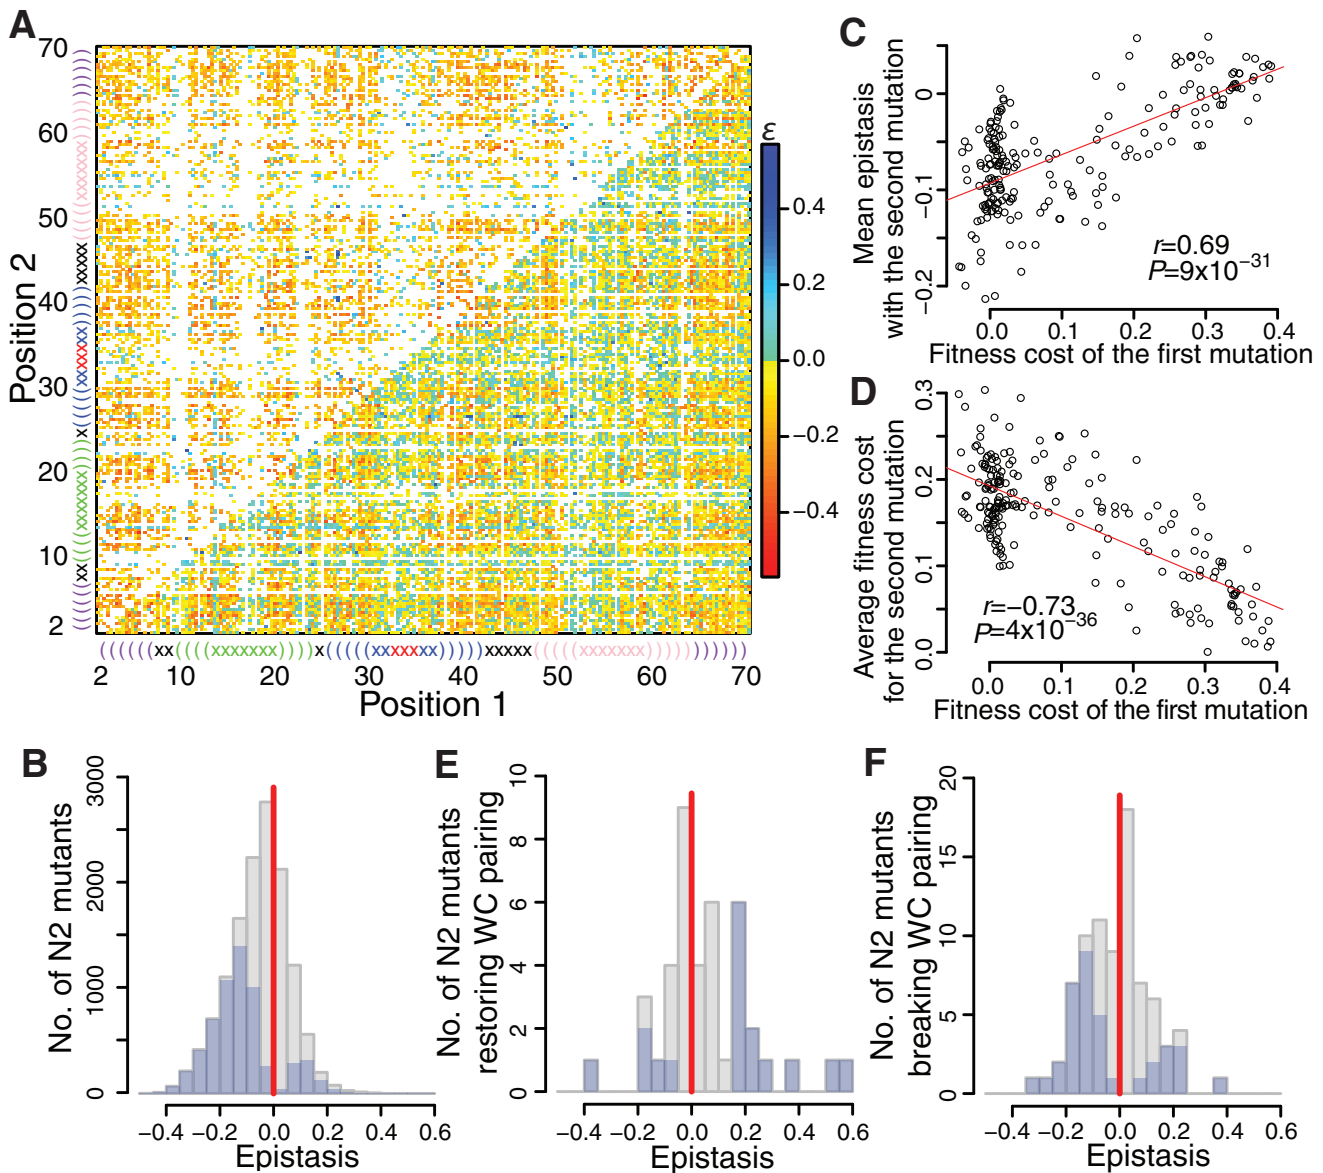 A
70
60
50
40
30
20
10
2
Position 2
((((((xx((((xxxxxxx))))x(((((xxxxxxx)))))xxxxx(((((xxxxxxx))))))))))))
2 10 20 30 40 50 60 70
Position 1
ε
0.4
0.2
0.0
−0.2
−0.4
C
Mean epistasis
with the second mutation
0
−0.1
−0.2
r=0.69
P=9x10−31
0.0 0.1 0.2 0.3 0.4
Fitness cost of the first mutation
D
Average fitness cost
for the second mutation
0.3
0.2
0.1
0.0
r=−0.73
P=4x10−36
0.0 0.1 0.2 0.3 0.4
Fitness cost of the first mutation
B
No. of N2 mutants
3000
2000
1000
0
−0.4 −0.2 0.0 0.2 0.4 0.6
Epistasis
E
No. of N2 mutants
restoring WC pairing
10
8
6
4
2
0
−0.4 −0.2 0.0 0.2 0.4 0.6
Epistasis
F
No. of N2 mutants
breaking WC pairing
20
15
10
5
0
−0.4 −0.2 0.0 0.2 0.4 0.6
Epistasis